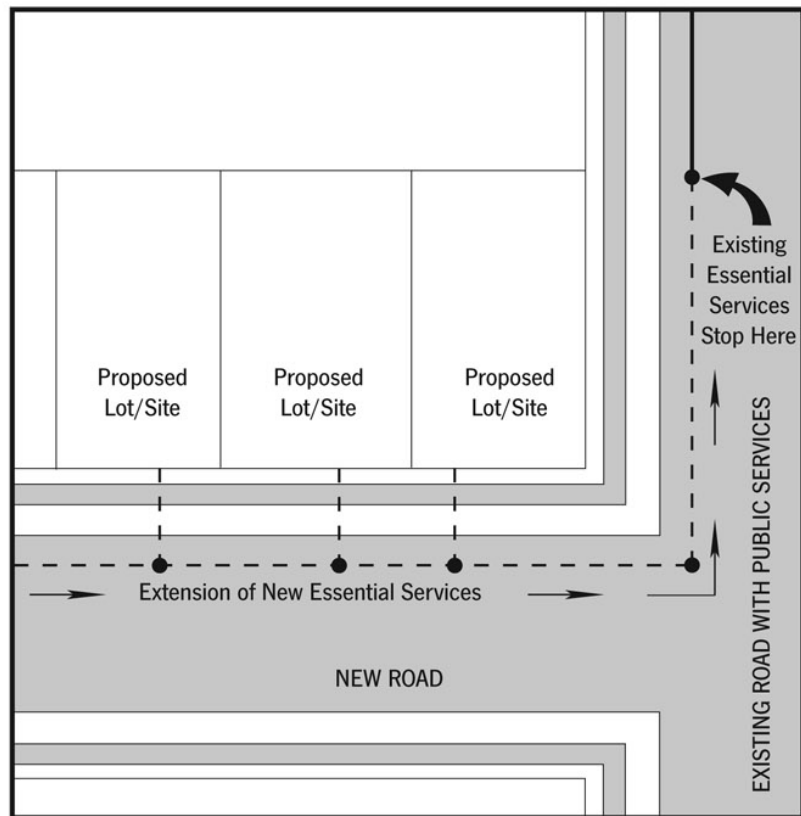 Existing
Essential
Services
Stop Here
Proposed
Lot/Site
Proposed
Lot/Site
Proposed
Lot/Site
EXISTING ROAD WITH PUBLIC SERVICES
Extension of New Essential Services
NEW ROAD